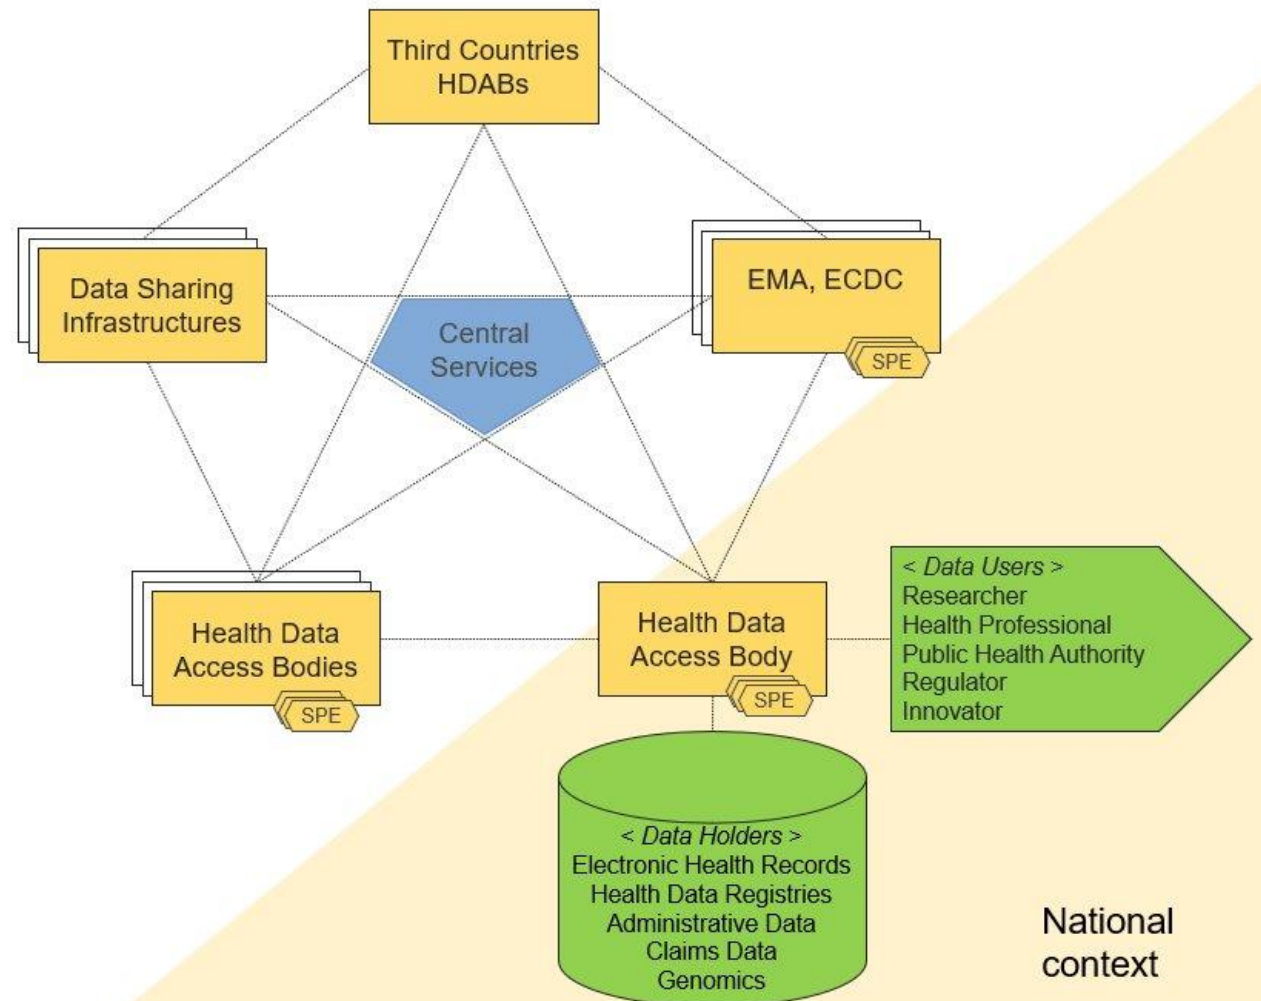 Third Countries
HDABs
Data Sharing
Infrastructures
EMA, ECDC
SPE
Central
Services
Health Data
Access Bodies
SPE
Health Data
Access Body
SPE
< Data Users >
Researcher
Health Professional
Public Health Authority
Regulator
Innovator
< Data Holders >
Electronic Health Records
Health Data Registries
Administrative Data
Claims Data
Genomics
National
context